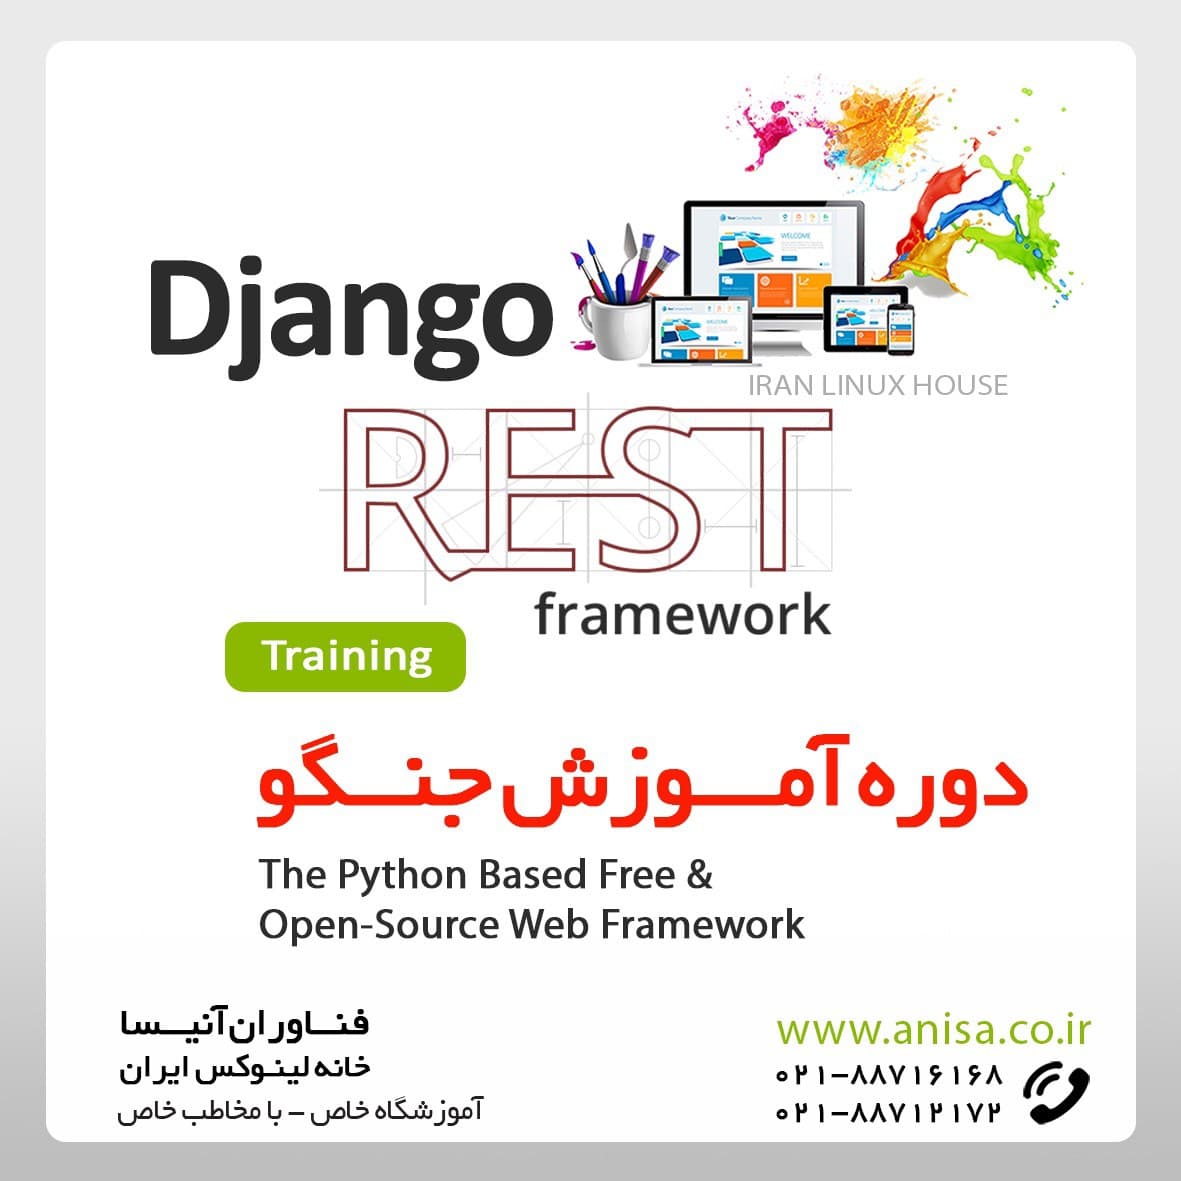 Django
IRAN LINUX HOUSE
REST
framework
Training
دوره آموزش جنگو
The Python Based Free &
Open-Source Web Framework
فناوران آنیسا
خانه لینوکس ایران
آموزشگاه خاص – با مخاطب خاص
www.anisa.co.ir
۰۲۱-۸۸۷۱۶۱۶۸
۰۲۱-۸۸۷۱۲۱۷۲
WELCOME